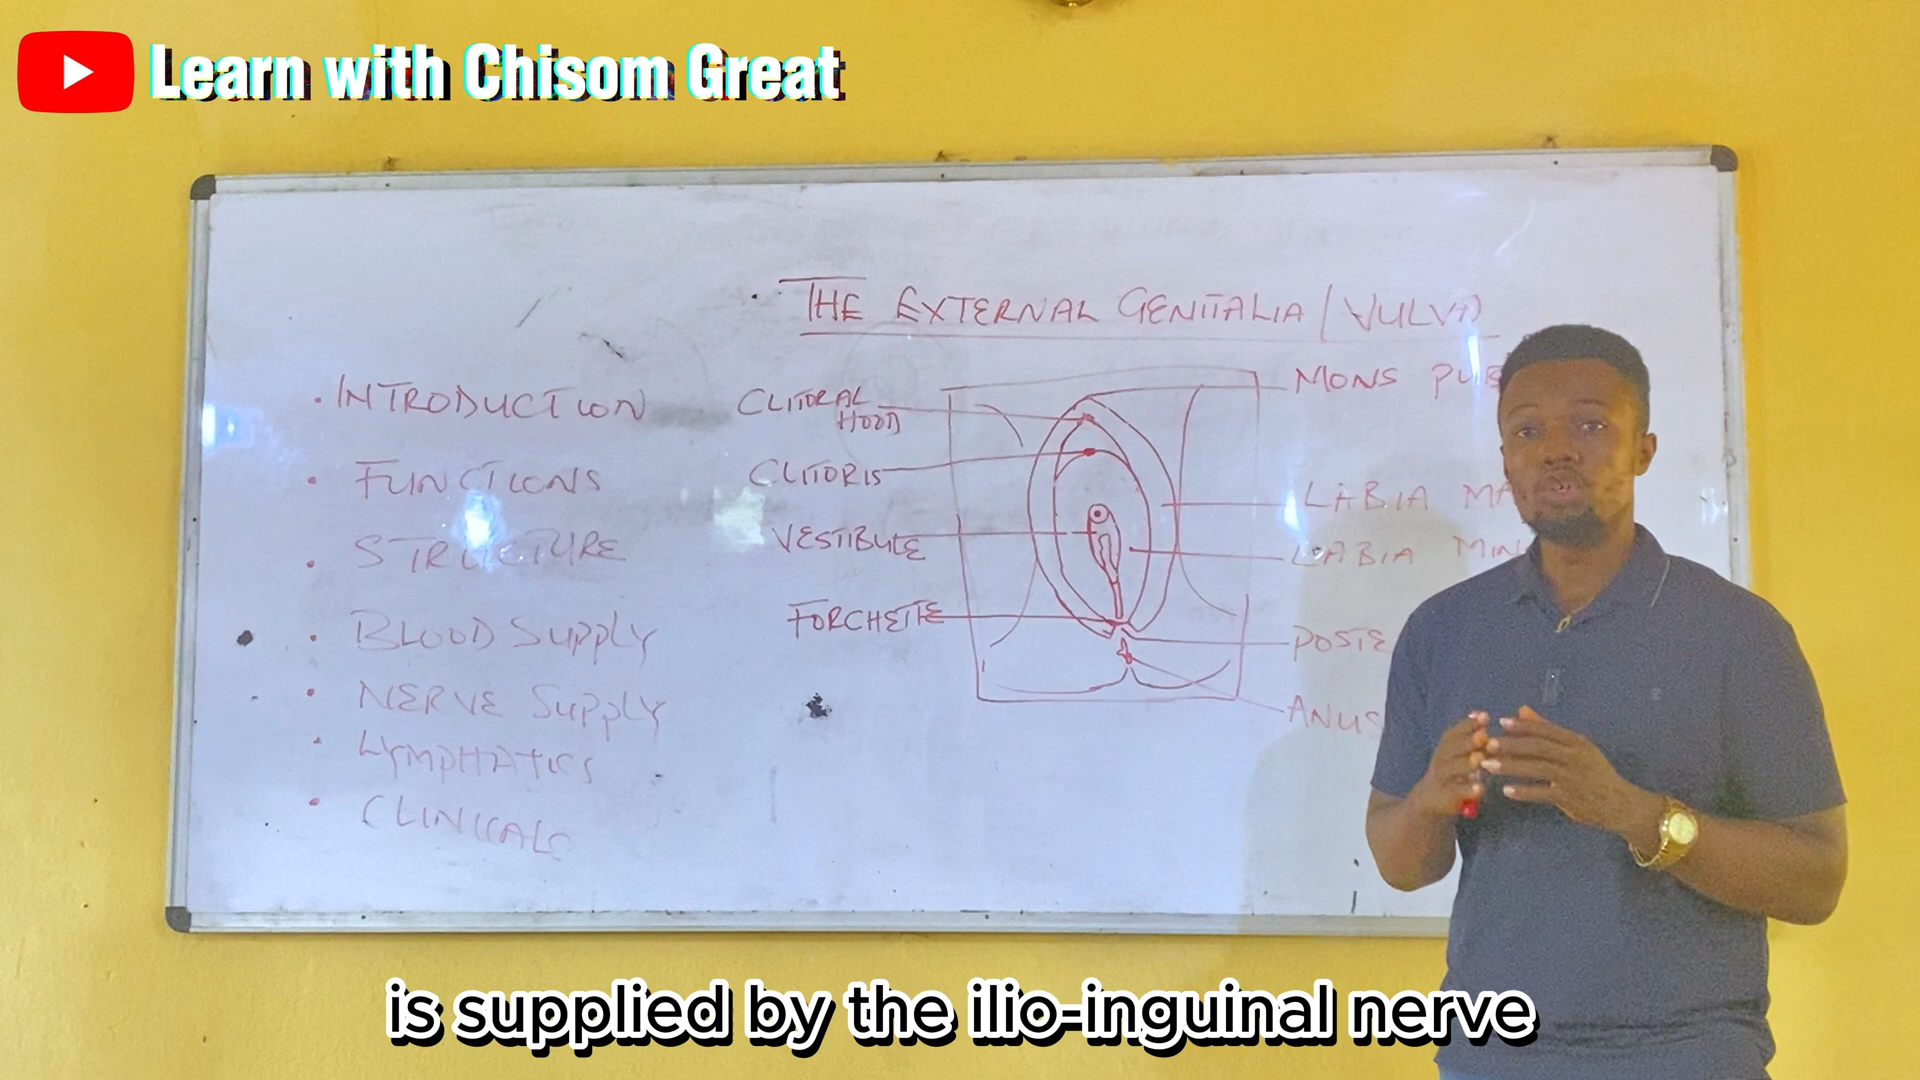 Learn with Chisom Great
THE EXTERNAL GENITALIA / VULVA
INTRODUCTION
FUNCTIONS
STRUCTURE
BLOOD SUPPLY
NERVE SUPPLY
LYMPHATICS
CLINICALS
CLITORAL
HOOD
CLITORIS
VESTIBULE
FORCHETTE
MONS PUB
LABIA MA
LABIA MIN
POSTE
ANUS
is supplied by the ilio-inguinal nerve